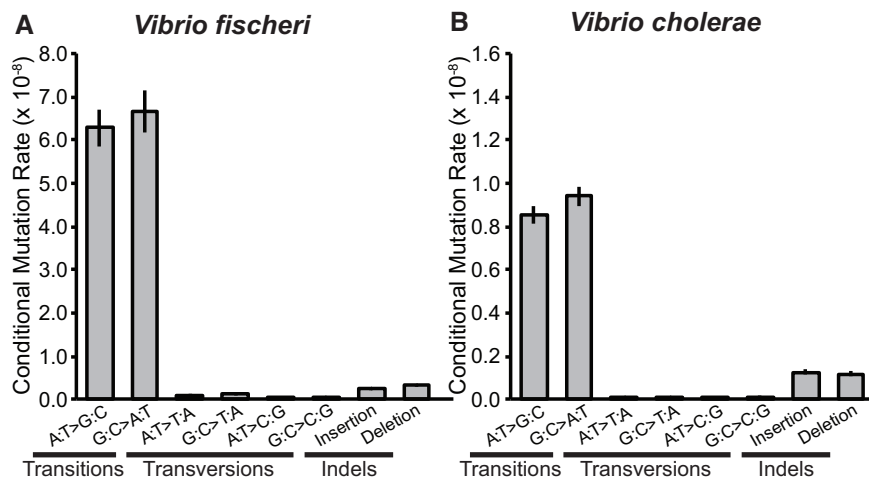 A
Vibrio fischeri
Conditional Mutation Rate (x 10⁻⁸)
8.0
7.0
6.0
5.0
4.0
3.0
2.0
1.0
0.0
A:T>G:C
G:C>A:T
A:T>T:A
G:C>T:A
A:T>C:G
G:C>C:G
Insertion
Deletion
Transitions
Transversions
Indels
B
Vibrio cholerae
Conditional Mutation Rate (x 10⁻⁸)
1.6
1.4
1.2
1.0
0.8
0.6
0.4
0.2
0.0
A:T>G:C
G:C>A:T
A:T>T:A
G:C>T:A
A:T>C:G
G:C>C:G
Insertion
Deletion
Transitions
Transversions
Indels